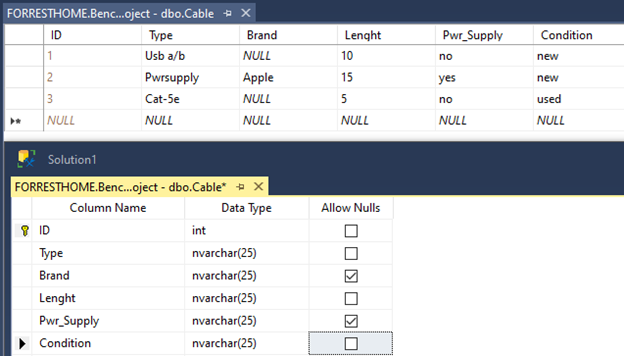 FORRESTHOME.Benc...oject - dbo.Cable
ID Type Brand Lenght Pwr_Supply Condition
1 Usb a/b NULL 10 no new
2 Pwrsupply Apple 15 yes new
3 Cat-5e NULL 5 no used
NULL NULL NULL NULL NULL NULL
Solution1
FORRESTHOME.Benc...oject - dbo.Cable*
Column Name Data Type Allow Nulls
ID int
Type nvarchar(25)
Brand nvarchar(25)
Lenght nvarchar(25)
Pwr_Supply nvarchar(25)
Condition nvarchar(25)